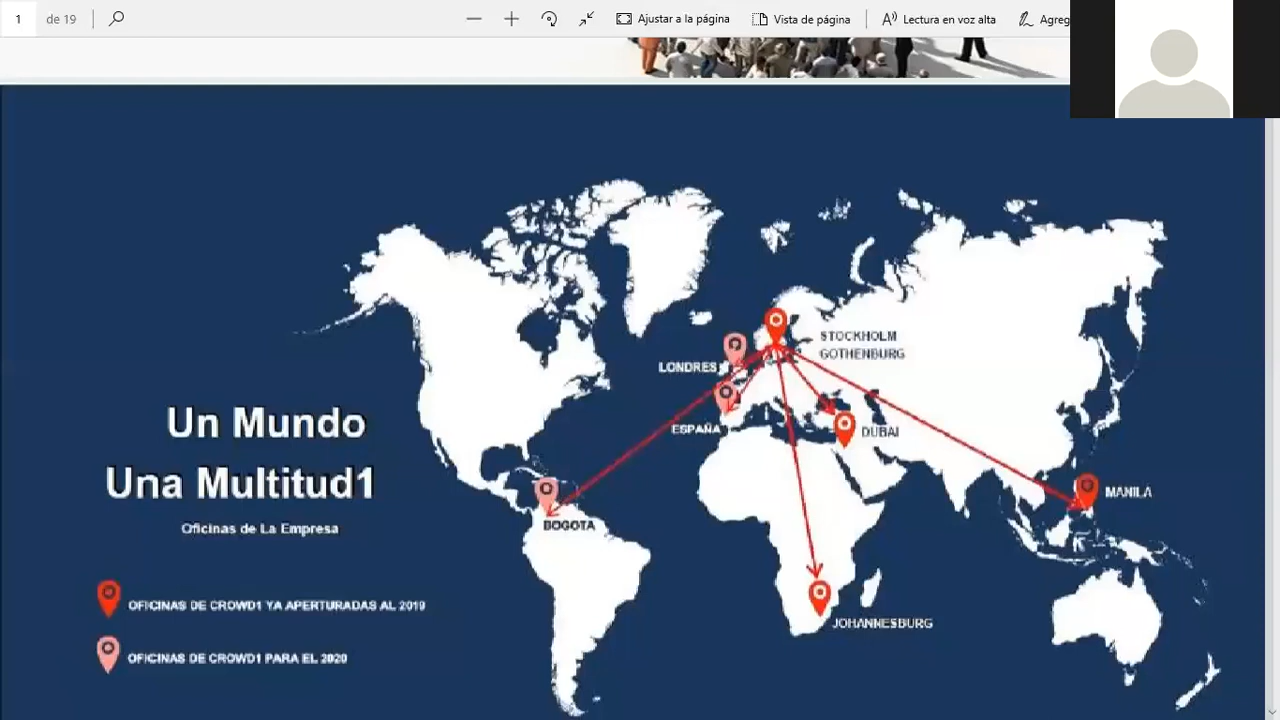 1 de 19
Ajustar a la página
Vista de página
Lectura en voz alta
Agreg
STOCKHOLM
GOTHENBURG
LONDRES
ESPAÑA
DUBAI
Un Mundo
Una Multitud1
Oficinas de La Empresa
BOGOTA
MANILA
OFICINAS DE CROWD1 YA APERTURADAS AL 2019
JOHANNESBURG
OFICINAS DE CROWD1 PARA EL 2020